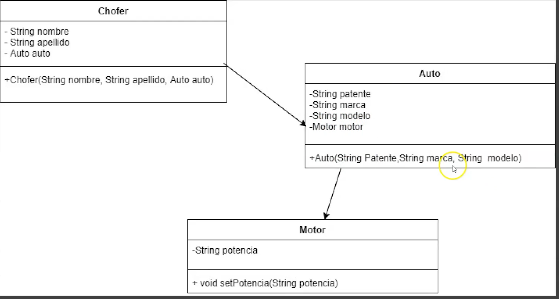 Chofer
- String nombre
- String apellido
- Auto auto
+Chofer(String nombre, String apellido, Auto auto)
Auto
-String patente
-String marca
-String modelo
-Motor motor
+Auto(String Patente,String marca, String modelo)
Motor
-String potencia
+ void setPotencia(String potencia)